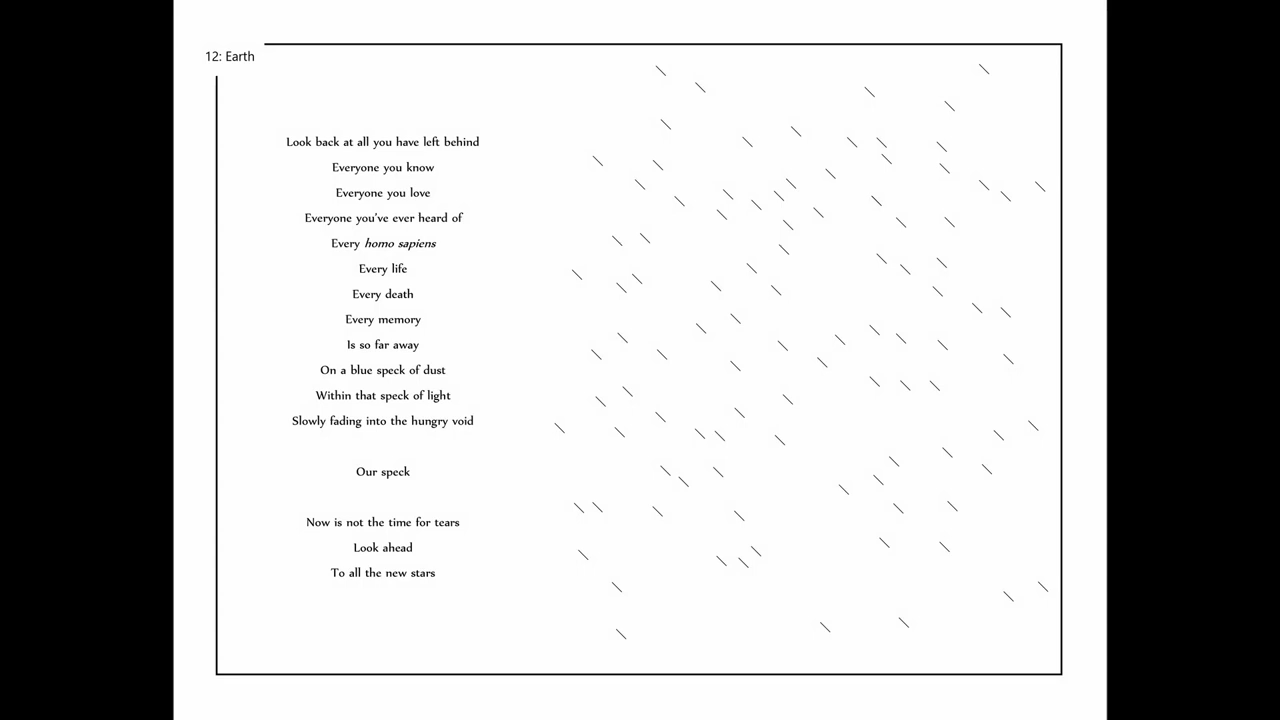 12: Earth
Look back at all you have left behind
Everyone you know
Everyone you love
Everyone you've ever heard of
Every homo sapiens
Every life
Every death
Every memory
Is so far away
On a blue speck of dust
Within that speck of light
Slowly fading into the hungry void
Our speck
Now is not the time for tears
Look ahead
To all the new stars